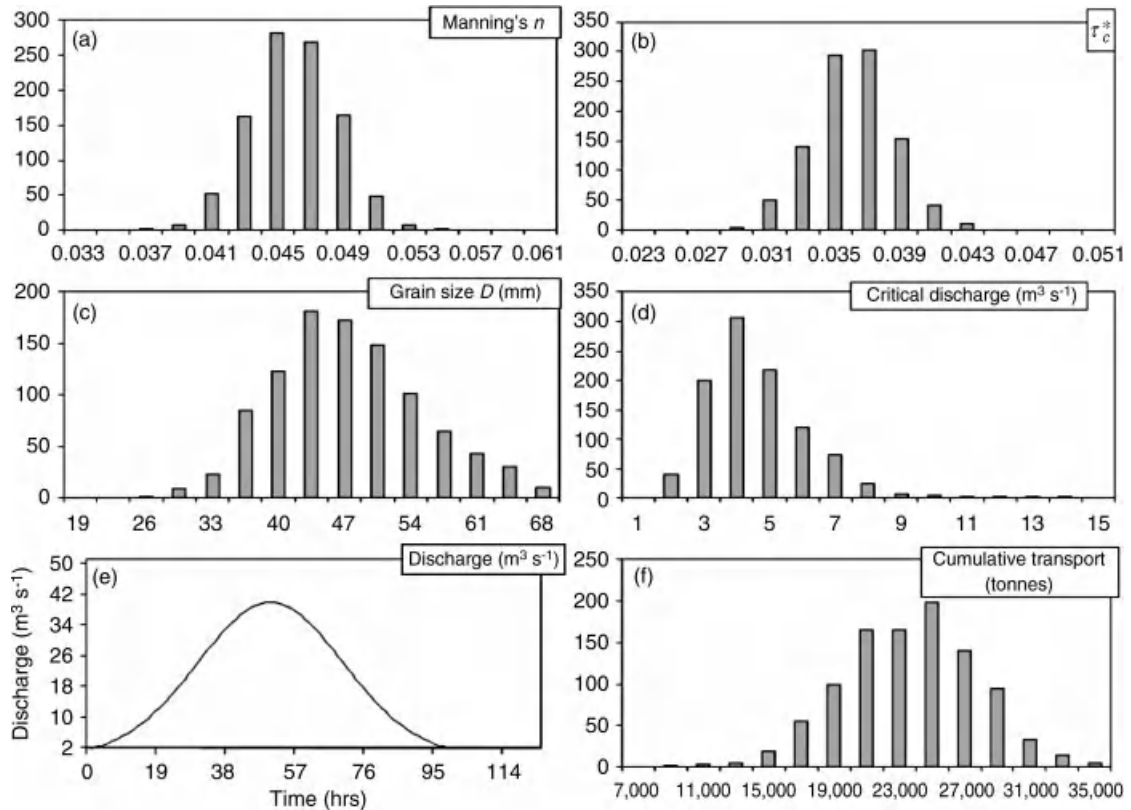 (a)
Manning's n
300
250
200
150
100
50
0
0.033 0.037 0.041 0.045 0.049 0.053 0.057 0.061
(b)
τ*c
350
300
250
200
150
100
50
0
0.023 0.027 0.031 0.035 0.039 0.043 0.047 0.051
(c)
Grain size D (mm)
200
150
100
50
0
19 26 33 40 47 54 61 68
(d)
Critical discharge (m³ s⁻¹)
350
300
250
200
150
100
50
0
1 3 5 7 9 11 13 15
(e)
Discharge (m³ s⁻¹)
Discharge (m³ s⁻¹)
50
42
34
26
18
10
2
0 19 38 57 76 95 114
Time (hrs)
(f)
Cumulative transport
(tonnes)
250
200
150
100
50
0
7,000 11,000 15,000 19,000 23,000 27,000 31,000 35,000